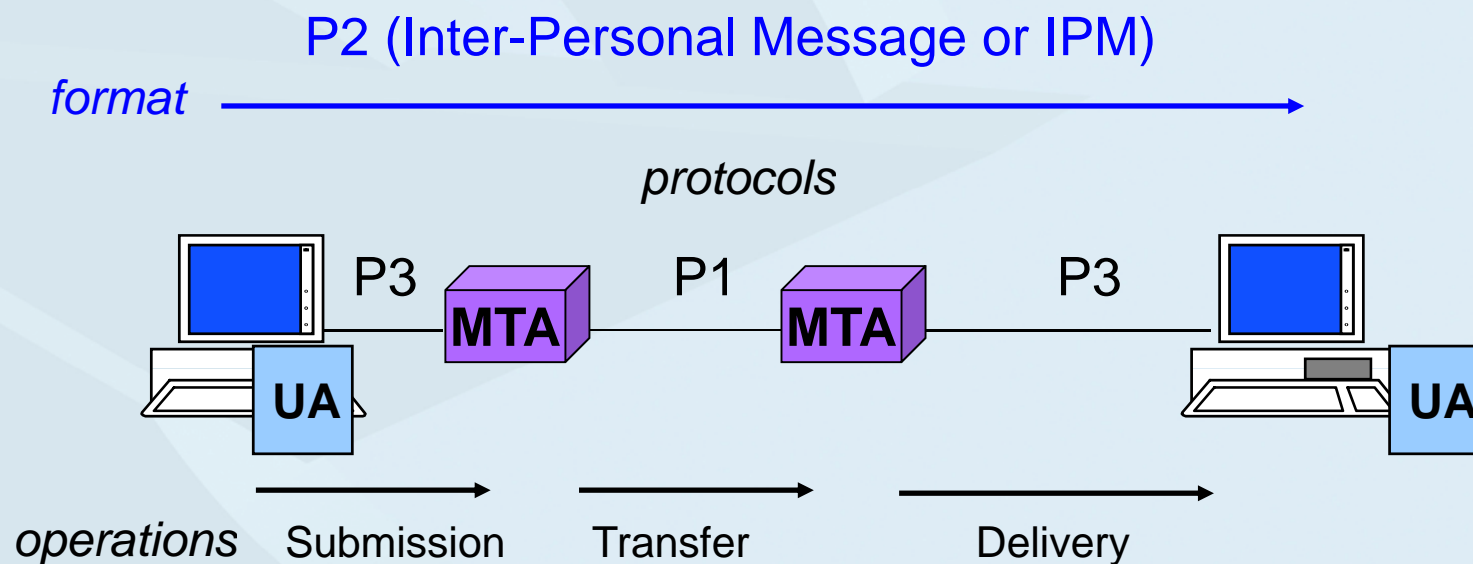 P2 (Inter-Personal Message or IPM)
format
protocols
P3 P1 P3
MTA MTA
UA UA
operations Submission Transfer Delivery